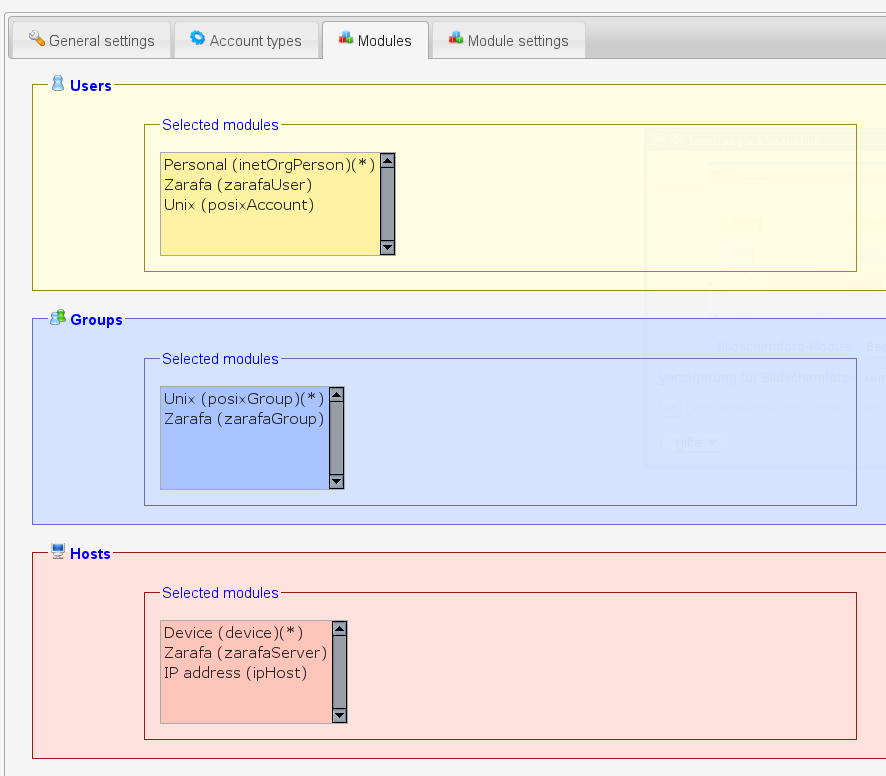 General settings
Account types
Modules
Module settings
Users
Selected modules
Personal (inetOrgPerson)(*)
Zarafa (zarafaUser)
Unix (posixAccount)
Groups
Selected modules
Unix (posixGroup)(*)
Zarafa (zarafaGroup)
Hosts
Selected modules
Device (device)(*)
Zarafa (zarafaServer)
IP address (ipHost)